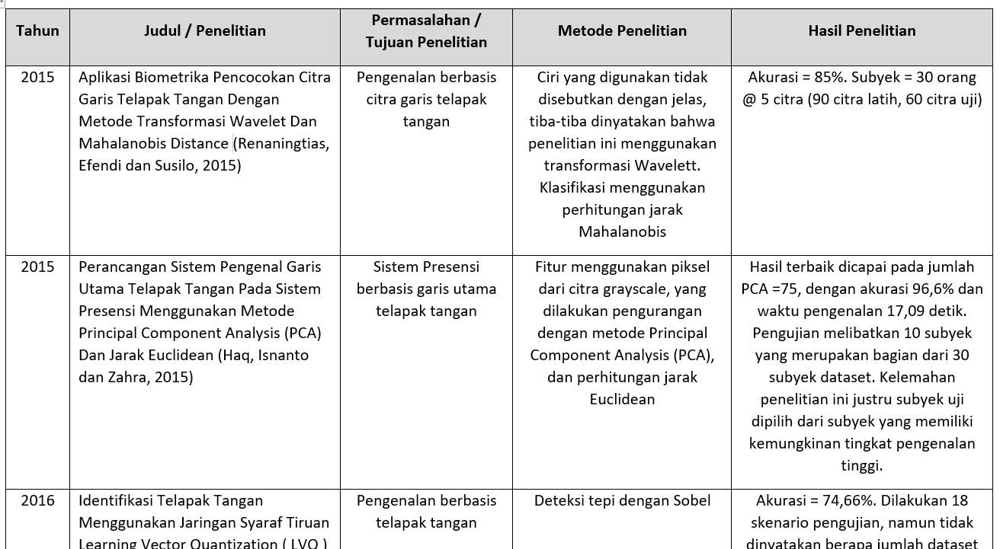 Tahun
Judul / Penelitian
Permasalahan /
Tujuan Penelitian
Metode Penelitian
Hasil Penelitian
2015
Aplikasi Biometrika Pencocokan Citra
Garis Telapak Tangan Dengan
Metode Transformasi Wavelet Dan
Mahalanobis Distance (Renaningtias,
Efendi dan Susilo, 2015)
Pengenalan berbasis
citra garis telapak
tangan
Ciri yang digunakan tidak
disebutkan dengan jelas,
tiba-tiba dinyatakan bahwa
penelitian ini menggunakan
transformasi Wavelett.
Klasifikasi menggunakan
perhitungan jarak
Mahalanobis
Akurasi = 85%. Subyek = 30 orang
@ 5 citra (90 citra latih, 60 citra uji)
2015
Perancangan Sistem Pengenal Garis
Utama Telapak Tangan Pada Sistem
Presensi Menggunakan Metode
Principal Component Analysis (PCA)
Dan Jarak Euclidean (Haq, Isnanto
dan Zahra, 2015)
Sistem Presensi
berbasis garis utama
telapak tangan
Fitur menggunakan piksel
dari citra grayscale, yang
dilakukan pengurangan
dengan metode Principal
Component Analysis (PCA),
dan perhitungan jarak
Euclidean
Hasil terbaik dicapai pada jumlah
PCA =75, dengan akurasi 96,6% dan
waktu pengenalan 17,09 detik.
Pengujian melibatkan 10 subyek
yang merupakan bagian dari 30
subyek dataset. Kelemahan
penelitian ini justru subyek uji
dipilih dari subyek yang memiliki
kemungkinan tingkat pengenalan
tinggi.
2016
Identifikasi Telapak Tangan
Menggunakan Jaringan Syaraf Tiruan
Learning Vector Quantization ( LVQ )
Pengenalan berbasis
telapak tangan
Deteksi tepi dengan Sobel
Akurasi = 74,66%. Dilakukan 18
skenario pengujian, namun tidak
dinyatakan berapa jumlah dataset